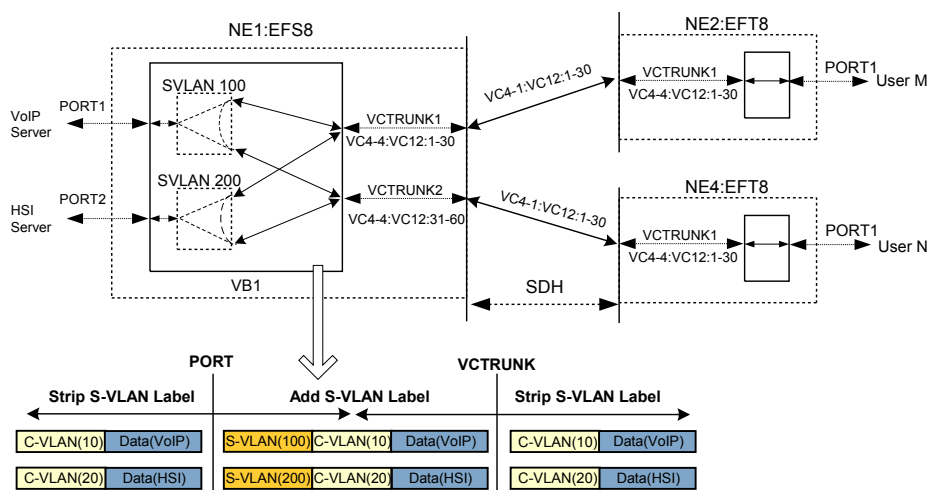 NE1:EFS8
NE2:EFT8
SVLAN 100
VoIP
Server
PORT1
VCTRUNK1
VC4-4:VC12:1-30
VC4-1:VC12:1-30
VCTRUNK1
VC4-4:VC12:1-30
PORT1
User M
SVLAN 200
HSI
Server
PORT2
VCTRUNK2
VC4-4:VC12:31-60
VC4-1:VC12:1-30
NE4:EFT8
VCTRUNK1
VC4-4:VC12:1-30
PORT1
User N
VB1
SDH
PORT
VCTRUNK
Strip S-VLAN Label
Add S-VLAN Label
Strip S-VLAN Label
C-VLAN(10) Data(VoIP)
S-VLAN(100) C-VLAN(10) Data(VoIP)
C-VLAN(10) Data(VoIP)
C-VLAN(20) Data(HSI)
S-VLAN(200) C-VLAN(20) Data(HSI)
C-VLAN(20) Data(HSI)